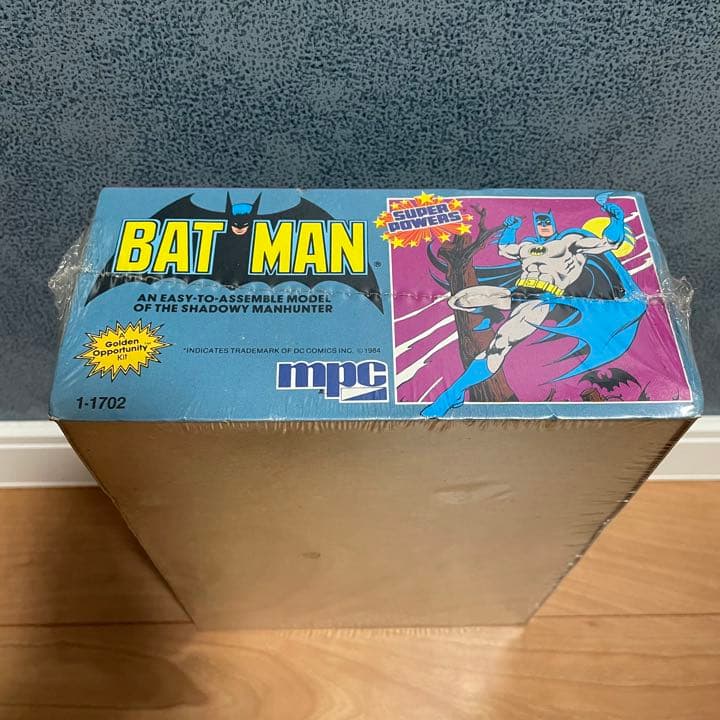 BATMAN®
SUPER
POWERS
AN EASY-TO-ASSEMBLE MODEL
OF THE SHADOWY MANHUNTER
A
Golden
Opportunity
Kit
*INDICATES TRADEMARK OF DC COMICS INC. © 1984
mpc
1-1702